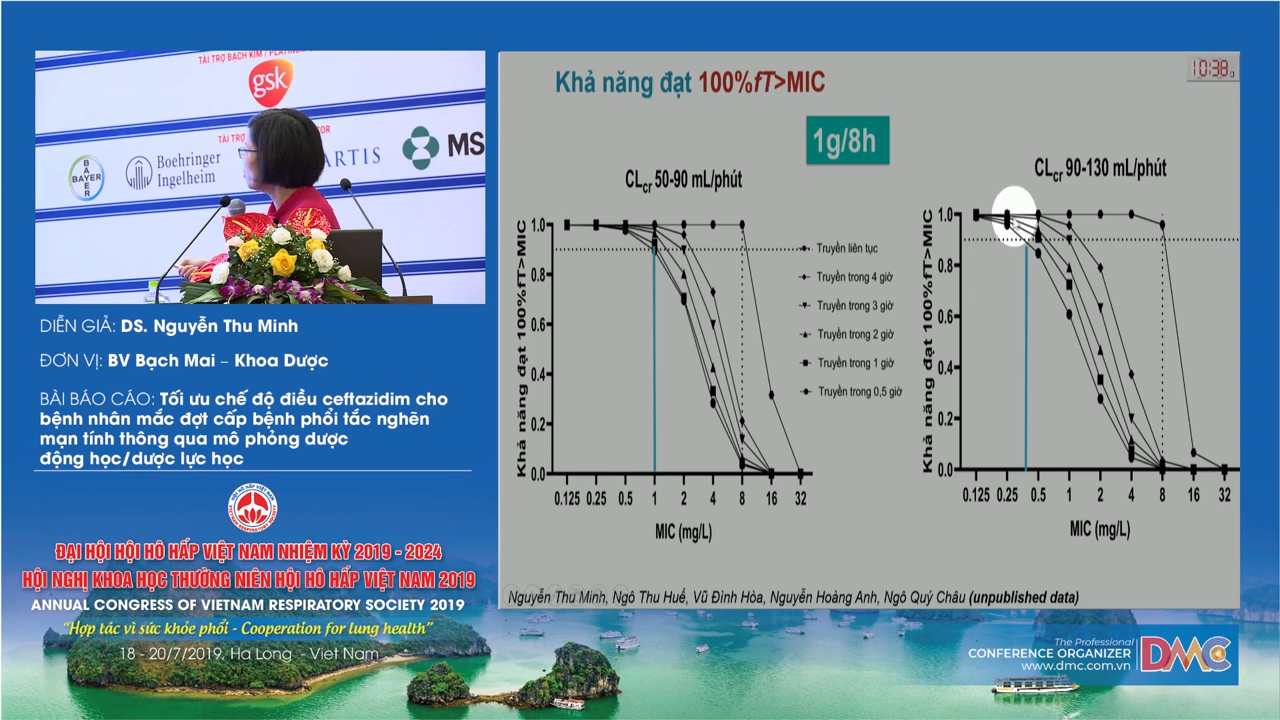 TÀI TRỢ BẠCH KIM / PLATINUM
gsk
TÀI TRỢ
BAYER
BAYER
Boehringer
Ingelheim
ARTIS
MS
DIỄN GIẢ: DS. Nguyễn Thu Minh
ĐƠN VỊ: BV Bạch Mai – Khoa Dược
BÀI BÁO CÁO: Tối ưu chế độ điều ceftazidim cho
bệnh nhân mắc đợt cấp bệnh phổi tắc nghẽn
mạn tính thông qua mô phỏng dược
động học/dược lực học
HỘI HÔ HẤP VIỆT NAM
VIETNAM RESPIRATORY SOCIETY
ĐẠI HỘI HỘI HÔ HẤP VIỆT NAM NHIỆM KỲ 2019 - 2024
HỘI NGHỊ KHOA HỌC THƯỜNG NIÊN HỘI HÔ HẤP VIỆT NAM 2019
ANNUAL CONGRESS OF VIETNAM RESPIRATORY SOCIETY 2019
“Hợp tác vì sức khỏe phổi - Cooperation for lung health”
18 - 20/7/2019, Ha Long - Viet Nam
Khả năng đạt 100%fT>MIC
10:38
1g/8h
CLcr 50-90 mL/phút
Khả năng đạt 100%fT>MIC
1.0
0.8
0.6
0.4
0.2
0.0
0.125 0.25 0.5 1 2 4 8 16 32
MIC (mg/L)
Truyền liên tục
Truyền trong 4 giờ
Truyền trong 3 giờ
Truyền trong 2 giờ
Truyền trong 1 giờ
Truyền trong 0,5 giờ
CLcr 90-130 mL/phút
Khả năng đạt 100%fT>MIC
1.0
0.8
0.6
0.4
0.2
0.0
0.125 0.25 0.5 1 2 4 8 16 32
MIC (mg/L)
Nguyễn Thu Minh, Ngô Thu Huế, Vũ Đình Hòa, Nguyễn Hoàng Anh, Ngô Quý Châu (unpublished data)
The Professional
CONFERENCE ORGANIZER
www.dmc.com.vn
DMC